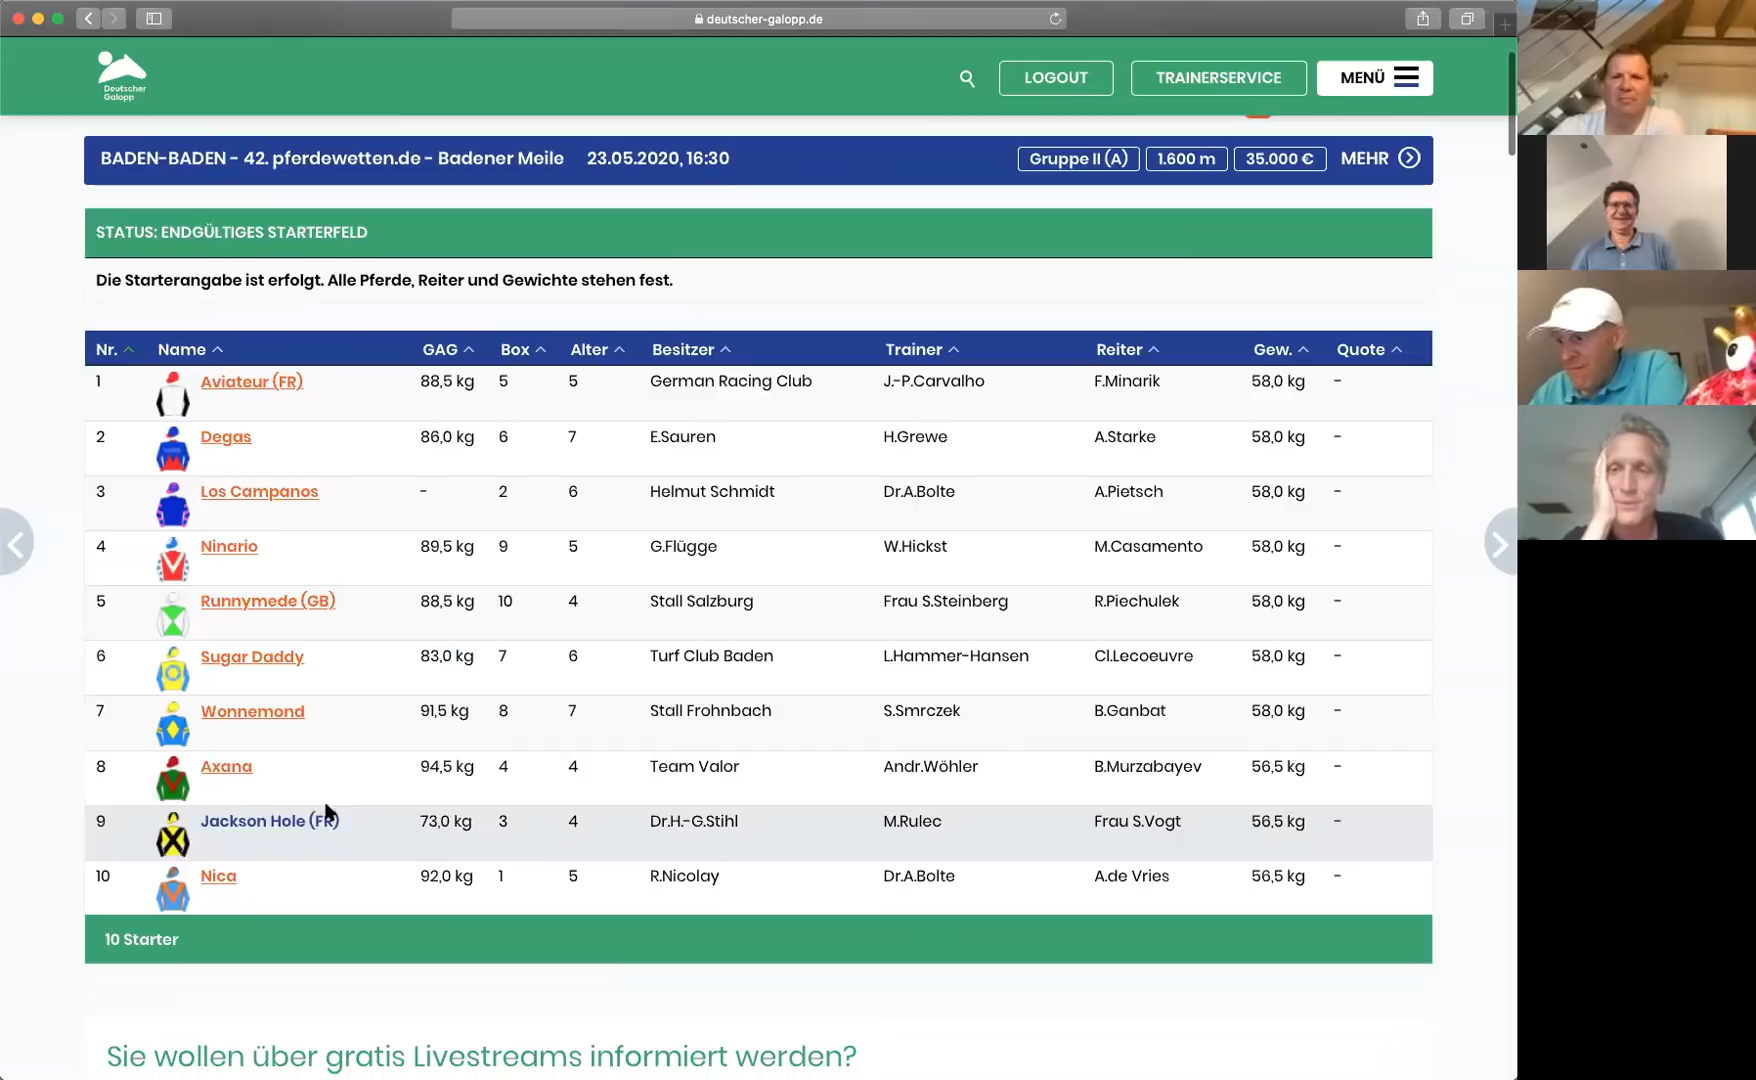 deutscher-galopp.de
Deutscher
Galopp
LOGOUT
TRAINERSERVICE
MENÜ
BADEN-BADEN - 42. pferdewetten.de - Badener Meile 23.05.2020, 16:30 Gruppe II (A) 1.600 m 35.000 € MEHR
STATUS: ENDGÜLTIGES STARTERFELD
Die Starterangabe ist erfolgt. Alle Pferde, Reiter und Gewichte stehen fest.
Nr. Name GAG Box Alter Besitzer Trainer Reiter Gew. Quote
1 Aviateur (FR) 88,5 kg 5 5 German Racing Club J.-P.Carvalho F.Minarik 58,0 kg -
2 Degas 86,0 kg 6 7 E.Sauren H.Grewe A.Starke 58,0 kg -
3 Los Campanos - 2 6 Helmut Schmidt Dr.A.Bolte A.Pietsch 58,0 kg -
4 Ninario 89,5 kg 9 5 G.Flügge W.Hickst M.Casamento 58,0 kg -
5 Runnymede (GB) 88,5 kg 10 4 Stall Salzburg Frau S.Steinberg R.Piechulek 58,0 kg -
6 Sugar Daddy 83,0 kg 7 6 Turf Club Baden L.Hammer-Hansen Cl.Lecoeuvre 58,0 kg -
7 Wonnemond 91,5 kg 8 7 Stall Frohnbach S.Smrczek B.Ganbat 58,0 kg -
8 Axana 94,5 kg 4 4 Team Valor Andr.Wöhler B.Murzabayev 56,5 kg -
9 Jackson Hole (FR) 73,0 kg 3 4 Dr.H.-G.Stihl M.Rulec Frau S.Vogt 56,5 kg -
10 Nica 92,0 kg 1 5 R.Nicolay Dr.A.Bolte A.de Vries 56,5 kg -
10 Starter
Sie wollen über gratis Livestreams informiert werden?